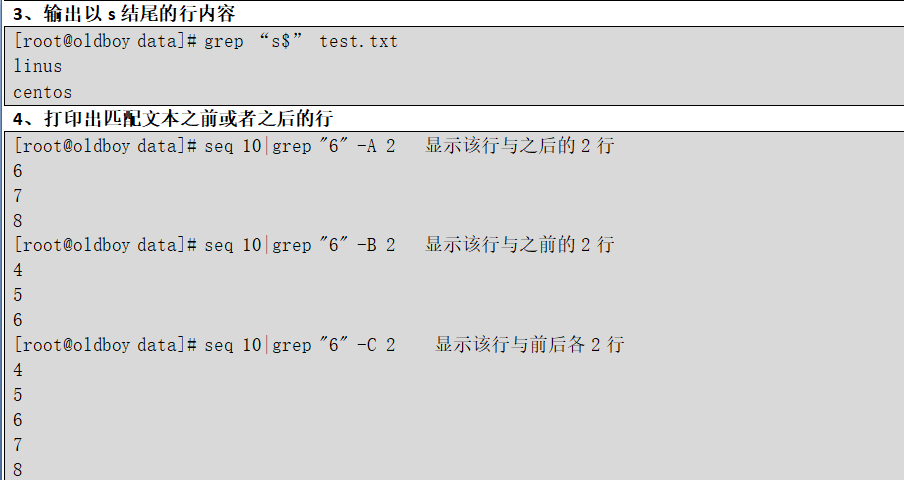 3、输出以 s 结尾的行内容
[root@oldboy data]# grep “s$” test.txt
linus
centos
4、打印出匹配文本之前或者之后的行
[root@oldboy data]# seq 10|grep "6" -A 2 显示该行与之后的 2 行
6
7
8
[root@oldboy data]# seq 10|grep "6" -B 2 显示该行与之前的 2 行
4
5
6
[root@oldboy data]# seq 10|grep "6" -C 2 显示该行与前后各 2 行
4
5
6
7
8